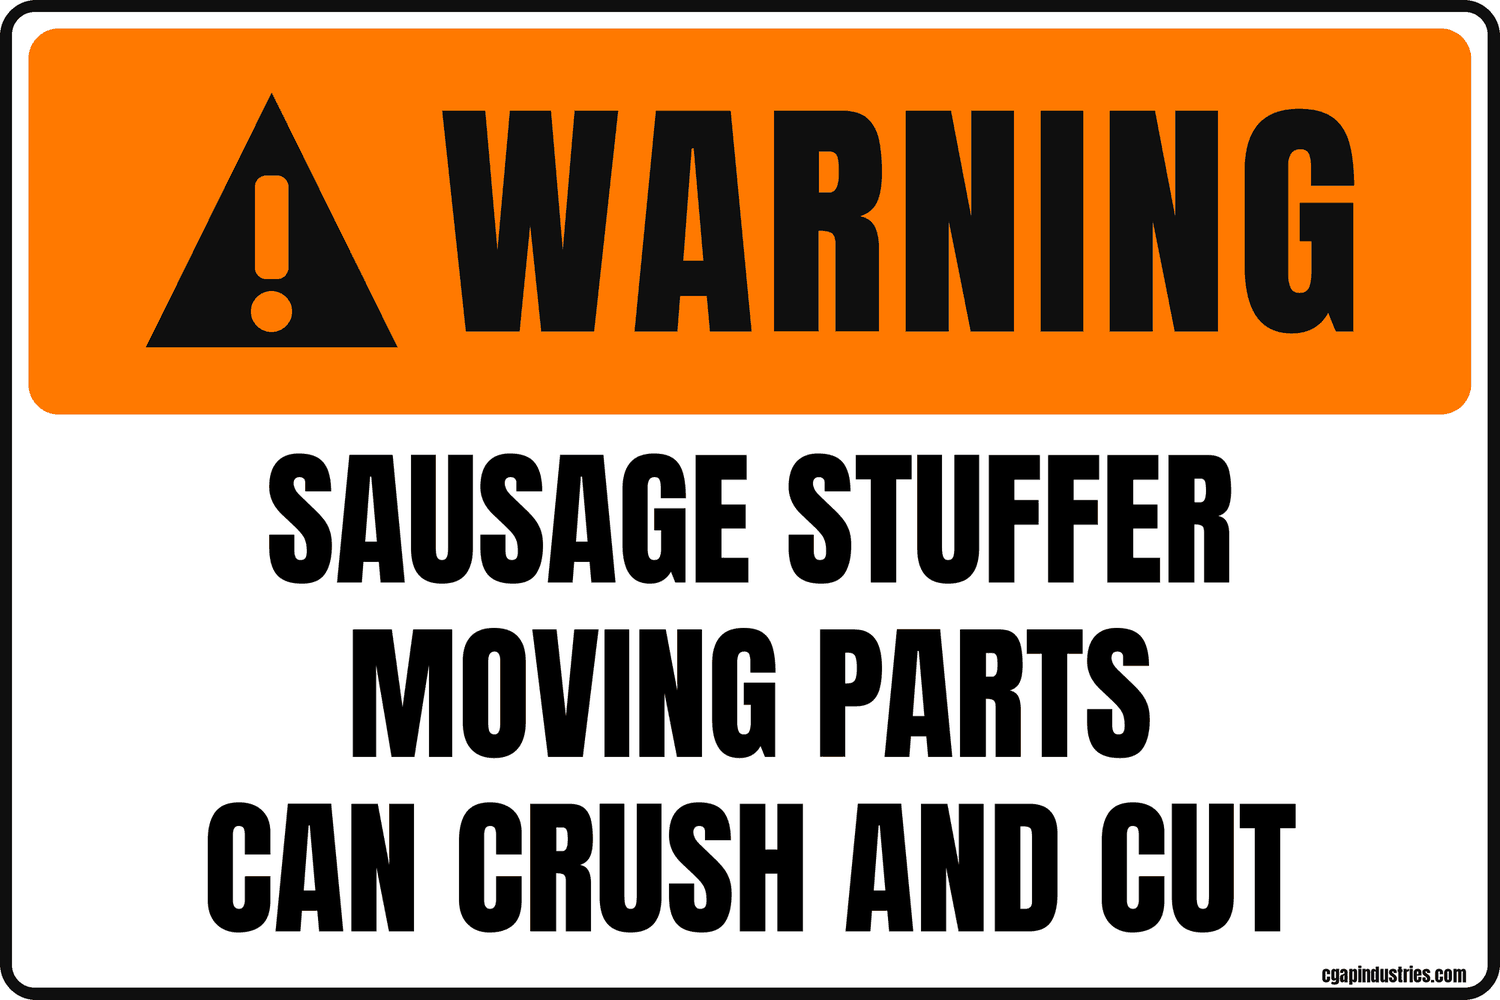 WARNING
SAUSAGE STUFFER
MOVING PARTS
CAN CRUSH AND CUT
cgapindustries.com